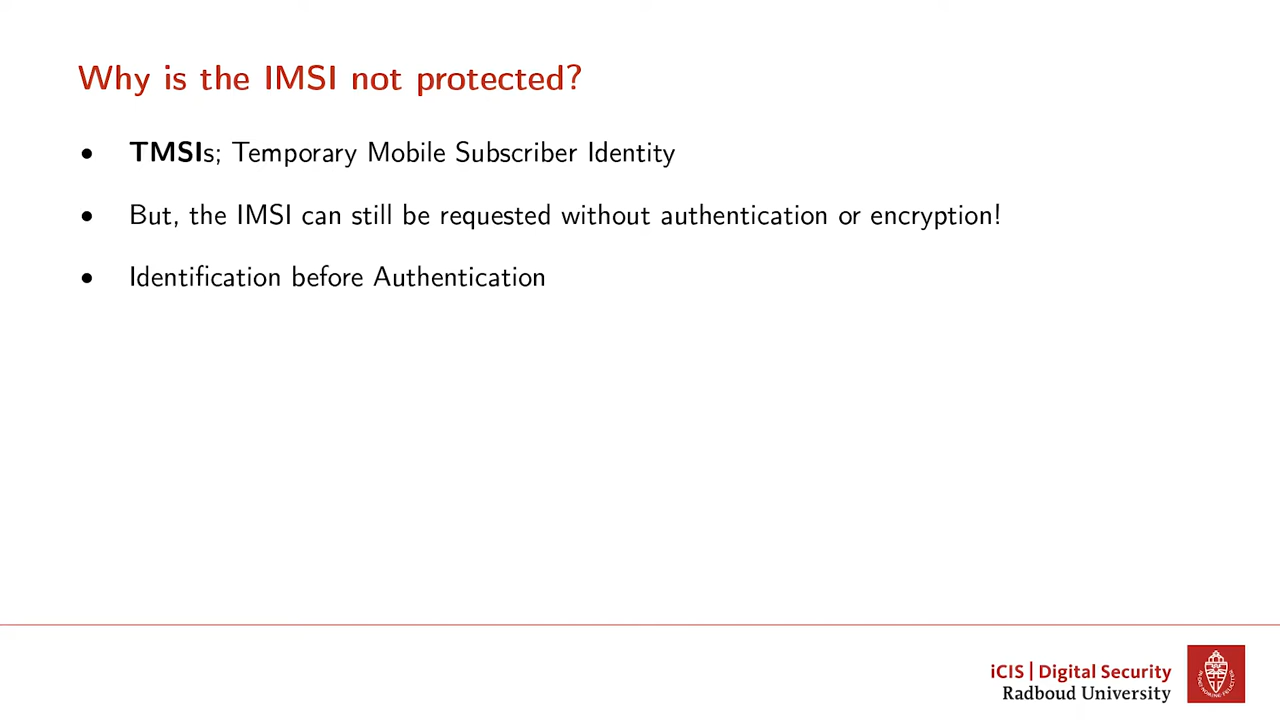 Why is the IMSI not protected?
• TMSIs; Temporary Mobile Subscriber Identity
• But, the IMSI can still be requested without authentication or encryption!
• Identification before Authentication
iCIS | Digital Security
Radboud University